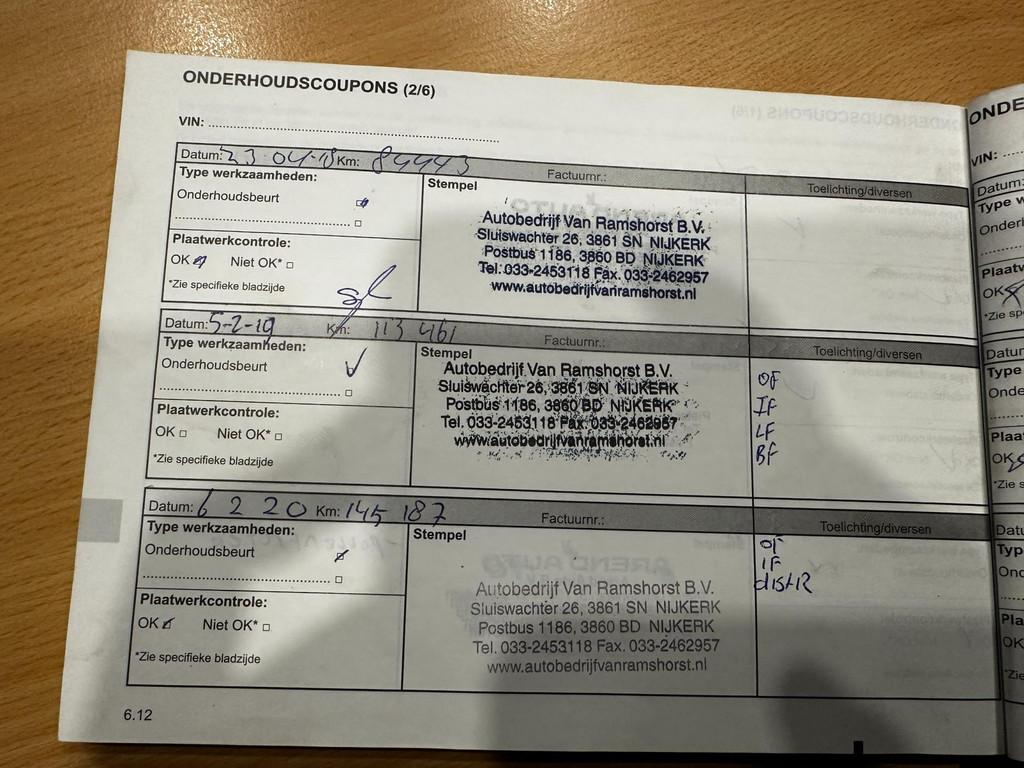 ONDERHOUDSCOUPONS (2/6)
VIN:
Datum: 23 04-18 Km: 84443 Factuurnr.: Toelichting/diversen
Type werkzaamheden:
Stempel
Onderhoudsbeurt
Plaatwerkcontrole:
OK Niet OK*
*Zie specifieke bladzijde
Autobedrijf Van Ramshorst B.V.
Sluiswachter 26, 3861 SN NIJKERK
Postbus 1186, 3860 BD NIJKERK
Tel. 033-2453118 Fax. 033-2462957
www.autobedrijfvanramshorst.nl
Datum: 5-2-19 Km: 113 461 Factuurnr.: Toelichting/diversen
Type werkzaamheden:
Stempel
Onderhoudsbeurt
Plaatwerkcontrole:
OK Niet OK*
*Zie specifieke bladzijde
Autobedrijf Van Ramshorst B.V.
Sluiswachter 26, 3861 SN NIJKERK
Postbus 1186, 3860 BD NIJKERK
Tel. 033-2453118 Fax. 033-2462957
www.autobedrijfvanramshorst.nl
OF
IF
LF
BF
Datum: 6 2 20 Km: 145 187 Factuurnr.: Toelichting/diversen
Type werkzaamheden:
Stempel
Onderhoudsbeurt
Plaatwerkcontrole:
OK Niet OK*
*Zie specifieke bladzijde
Autobedrijf Van Ramshorst B.V.
Sluiswachter 26, 3861 SN NIJKERK
Postbus 1186, 3860 BD NIJKERK
Tel. 033-2453118 Fax. 033-2462957
www.autobedrijfvanramshorst.nl
OF
IF
distR
6.12
VIN: